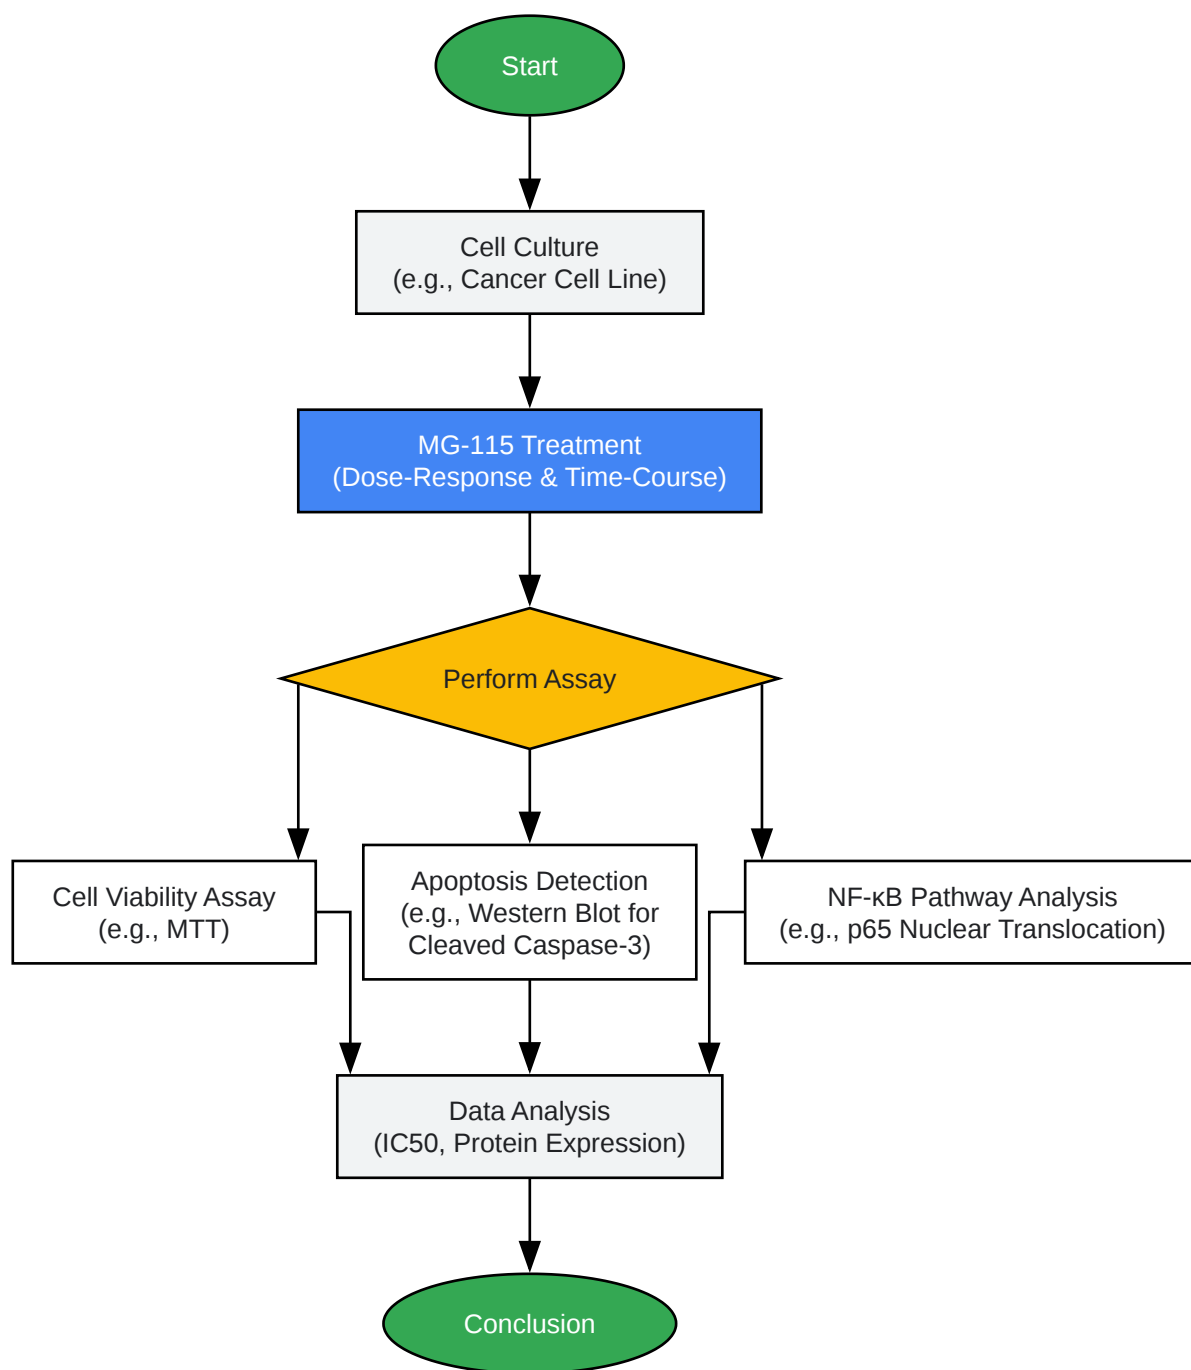 Start
Cell Culture
(e.g., Cancer Cell Line)
MG-115 Treatment
(Dose-Response & Time-Course)
Perform Assay
Cell Viability Assay
(e.g., MTT)
Apoptosis Detection
(e.g., Western Blot for
Cleaved Caspase-3)
NF-κB Pathway Analysis
(e.g., p65 Nuclear Translocation)
Data Analysis
(IC50, Protein Expression)
Conclusion